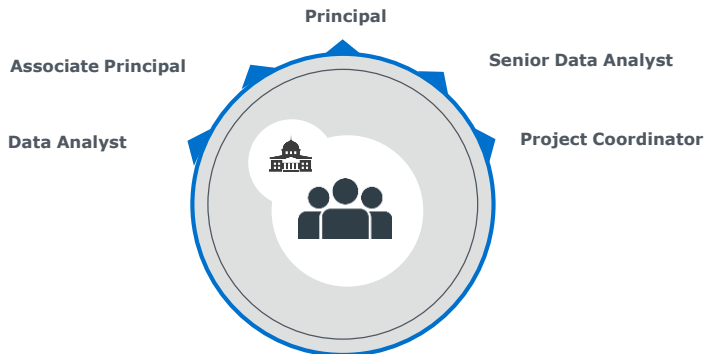 Principal
Associate Principal
Senior Data Analyst
Data Analyst
Project Coordinator